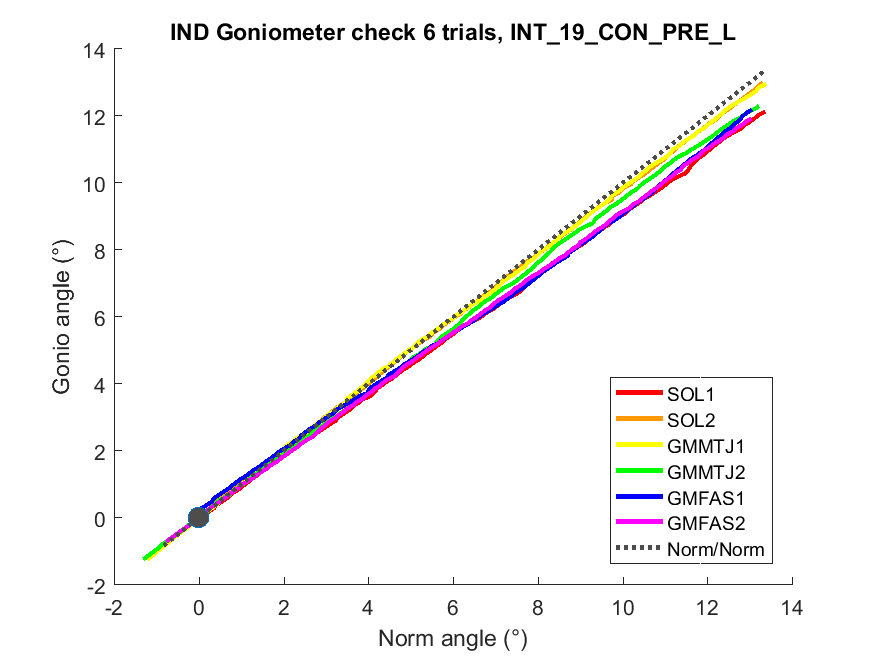 IND Goniometer check 6 trials, INT_19_CON_PRE_L
14
12
10
8
6
4
2
0
-2
Gonio angle (°)
-2 0 2 4 6 8 10 12 14
Norm angle (°)
SOL1
SOL2
GMMTJ1
GMMTJ2
GMFAS1
GMFAS2
Norm/Norm